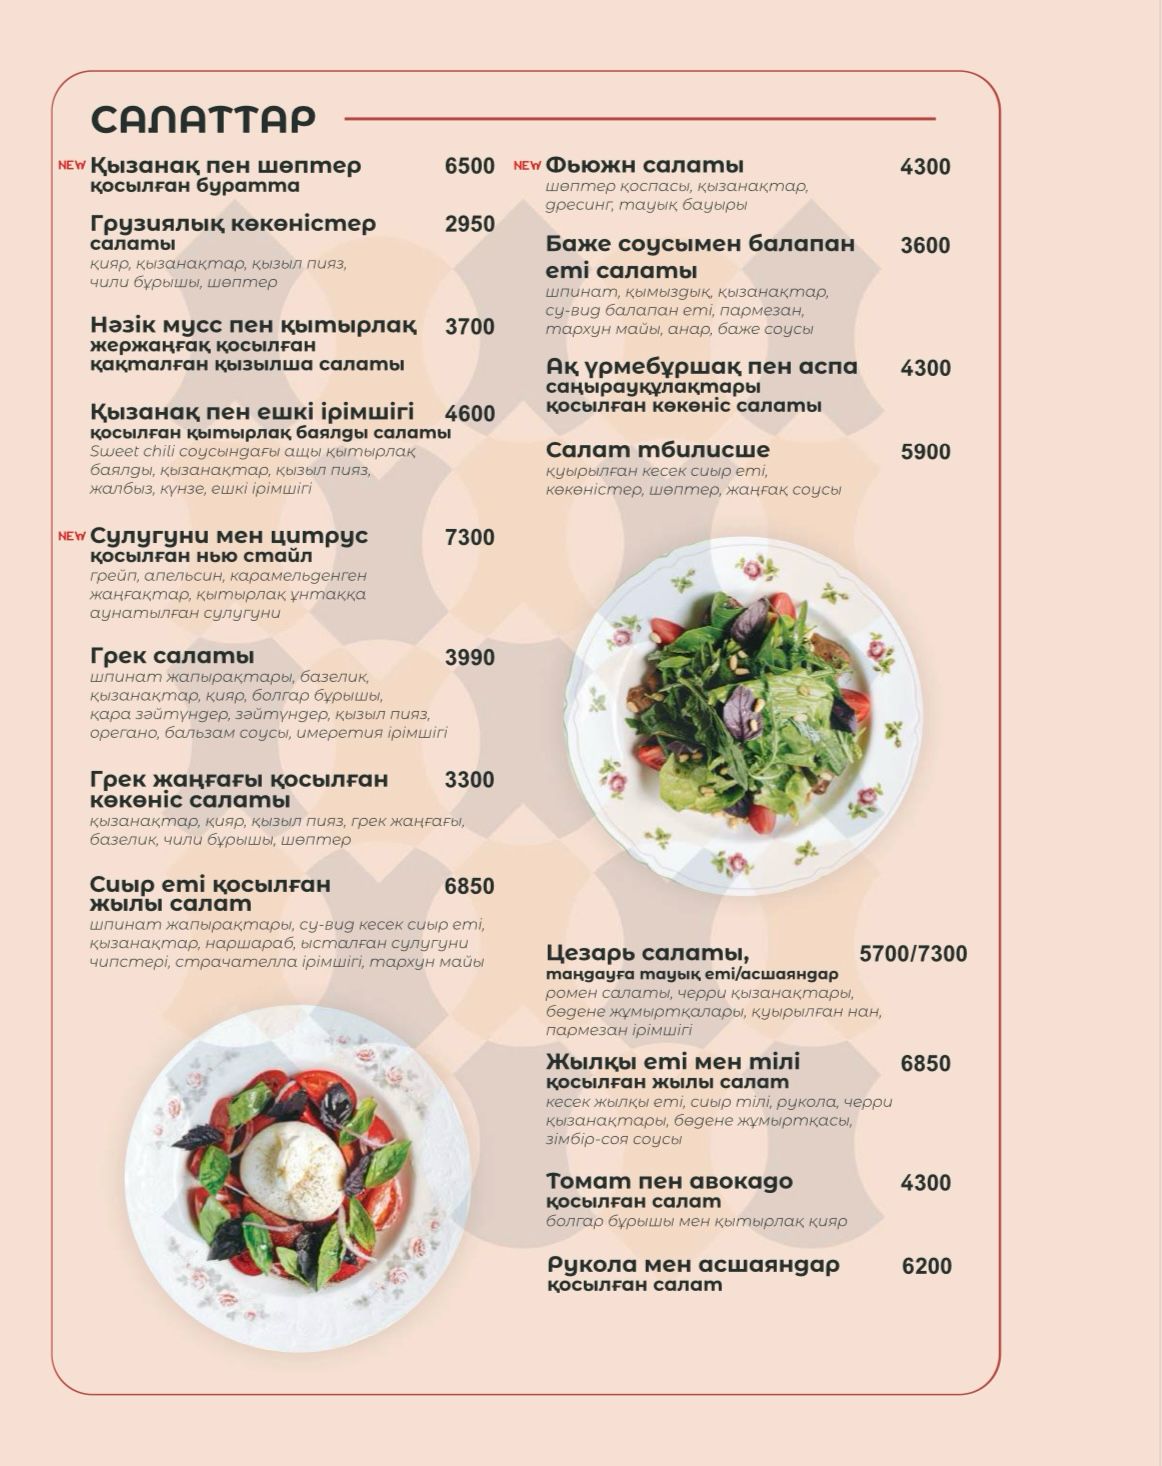 САЛАТТАР
NEW Қызанақ пен шөптер 6500
қосылған буратта
Грузиялық көкөністер 2950
салаты
қияр, қызанақтар, қызыл пияз,
чили бұрышы, шөптер
Нәзік мусс пен қытырлақ 3700
жержаңғақ қосылған
қақталған қызылша салаты
Қызанақ пен ешкі ірімшігі 4600
қосылған қытырлақ баялды салаты
Sweet chili соусындағы ащы қытырлақ
баялды, қызанақтар, қызыл пияз,
жалбыз, күнзе, ешкі ірімшігі
NEW Сулугуни мен цитрус 7300
қосылған нью стайл
грейп, апельсин, карамельденген
жаңғақтар, қытырлақ ұнтаққа
аунатылған сулугуни
Грек салаты 3990
шпинат жапырақтары, базелик,
қызанақтар, қияр, болгар бұрышы,
қара зәйтүндер, зәйтүндер, қызыл пияз,
орегано, бальзам соусы, имеретия ірімшігі
Грек жаңғағы қосылған 3300
көкөніс салаты
қызанақтар, қияр, қызыл пияз, грек жаңғағы,
базелик, чили бұрышы, шөптер
Сиыр еті қосылған 6850
жылы салат
шпинат жапырақтары, су-вид кесек сиыр еті,
қызанақтар, наршараб, ысталған сулугуни
чипстері, страчателла ірімшігі, тархун майы
NEW Фьюжн салаты 4300
шөптер қоспасы, қызанақтар,
дресинг, тауық бауыры
Баже соусымен балапан 3600
еті салаты
шпинат, қымыздық, қызанақтар,
су-вид балапан еті, пармезан,
тархун майы, анар, баже соусы
Ақ үрмебұршақ пен аспа 4300
саңырауқұлақтары
қосылған көкөніс салаты
Салат тбилисше 5900
қуырылған кесек сиыр еті,
көкөністер, шөптер, жаңғақ соусы
Цезарь салаты, 5700/7300
таңдауға тауық еті/асшаяндар
ромен салаты, черри қызанақтары,
бөдене жұмыртқалары, қуырылған нан,
пармезан ірімшігі
Жылқы еті мен тілі 6850
қосылған жылы салат
кесек жылқы еті, сиыр тілі, рукола, черри
қызанақтары, бөдене жұмыртқасы,
зімбір-соя соусы
Томат пен авокадо 4300
қосылған салат
болгар бұрышы мен қытырлақ қияр
Рукола мен асшаяндар 6200
қосылған салат